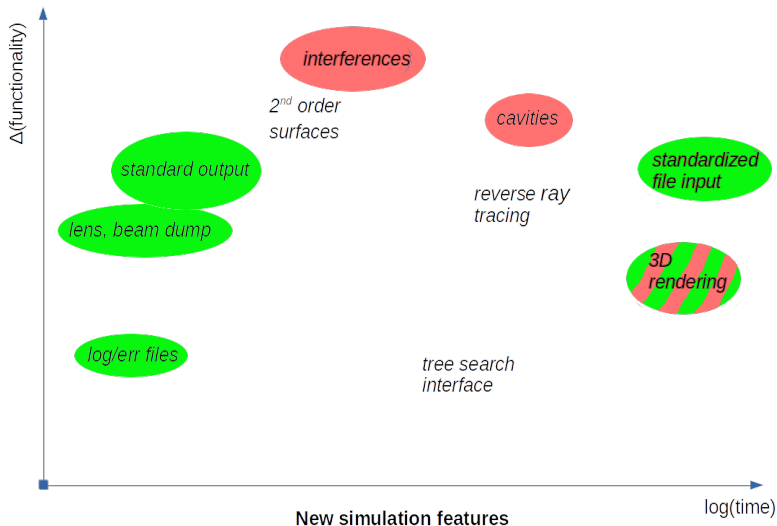 Δ(functionality)
interferences
2nd order
surfaces
cavities
standard output
standardized
file input
reverse ray
tracing
lens, beam dump
3D
rendering
log/err files
tree search
interface
log(time)
New simulation features